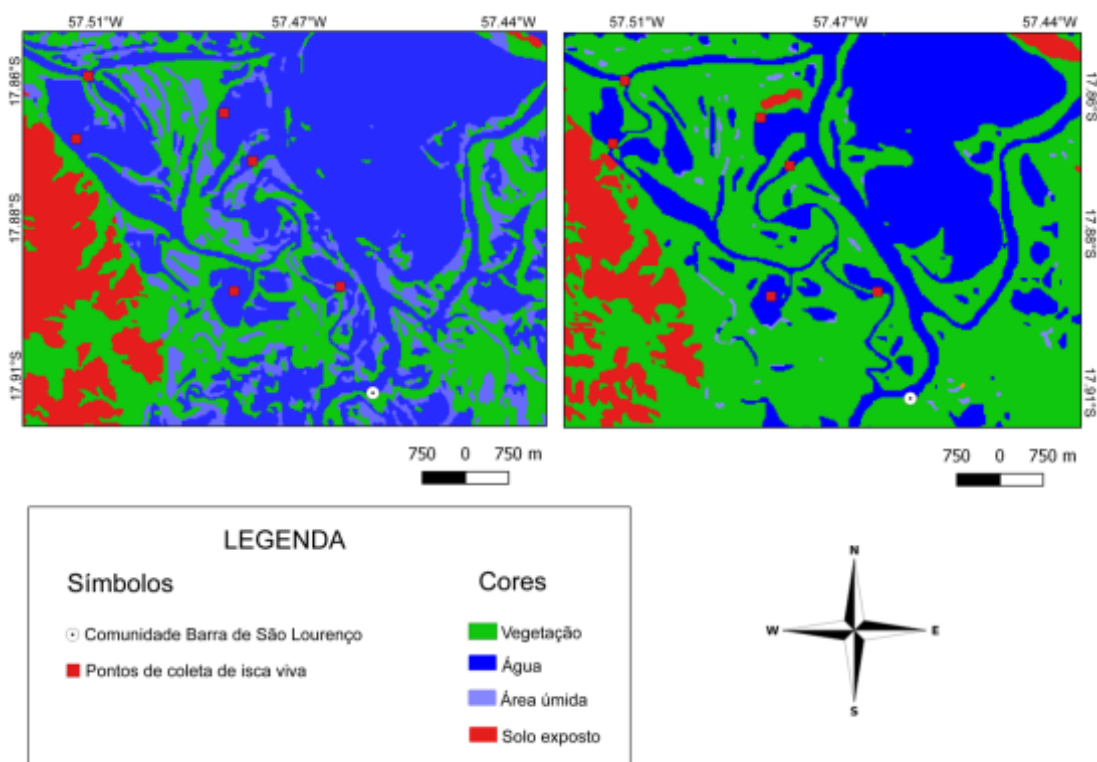 57.51°W 57.47°W 57.44°W
57.51°W 57.47°W 57.44°W
17.86°S
17.88°S
17.91°S
17.86°S
17.88°S
17.91°S
750 0 750 m
750 0 750 m
LEGENDA
Símbolos
Comunidade Barra de São Lourenço
Pontos de coleta de isca viva
Cores
Vegetação
Água
Área úmida
Solo exposto
N
W
E
S